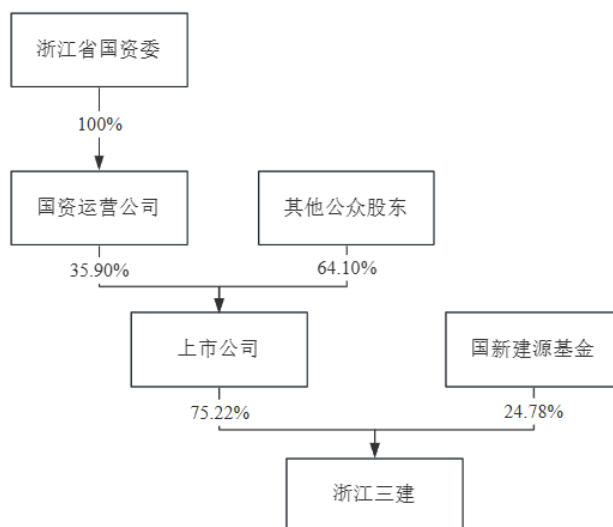 浙江省国资委
100%
国资运营公司
其他公众股东
35.90%
64.10%
上市公司
国新建源基金
75.22%
24.78%
浙江三建